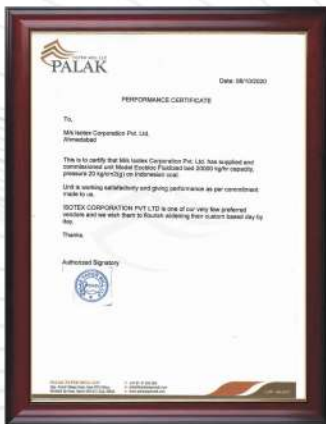 PALAK
Date: 08/10/2020
PERFORMANCE CERTIFICATE
To,
M/s Isotex Corporation Pvt. Ltd.
Ahmedabad
This is to certify that M/s Isotex Corporation Pvt. Ltd. has supplied and
commissioned unit Model Ecotec Fluidized bed 20000 kg/hr capacity,
pressure 20 kg/cm2(g) on Indonesian coal.
Unit is working satisfactorily and giving performance as per commitment
made to us.
ISOTEX CORPORATION PVT LTD is one of our very few preferred
vendors and we wish them to flourish widening their custom based day by
day.
Thanks.
Authorized Signatory